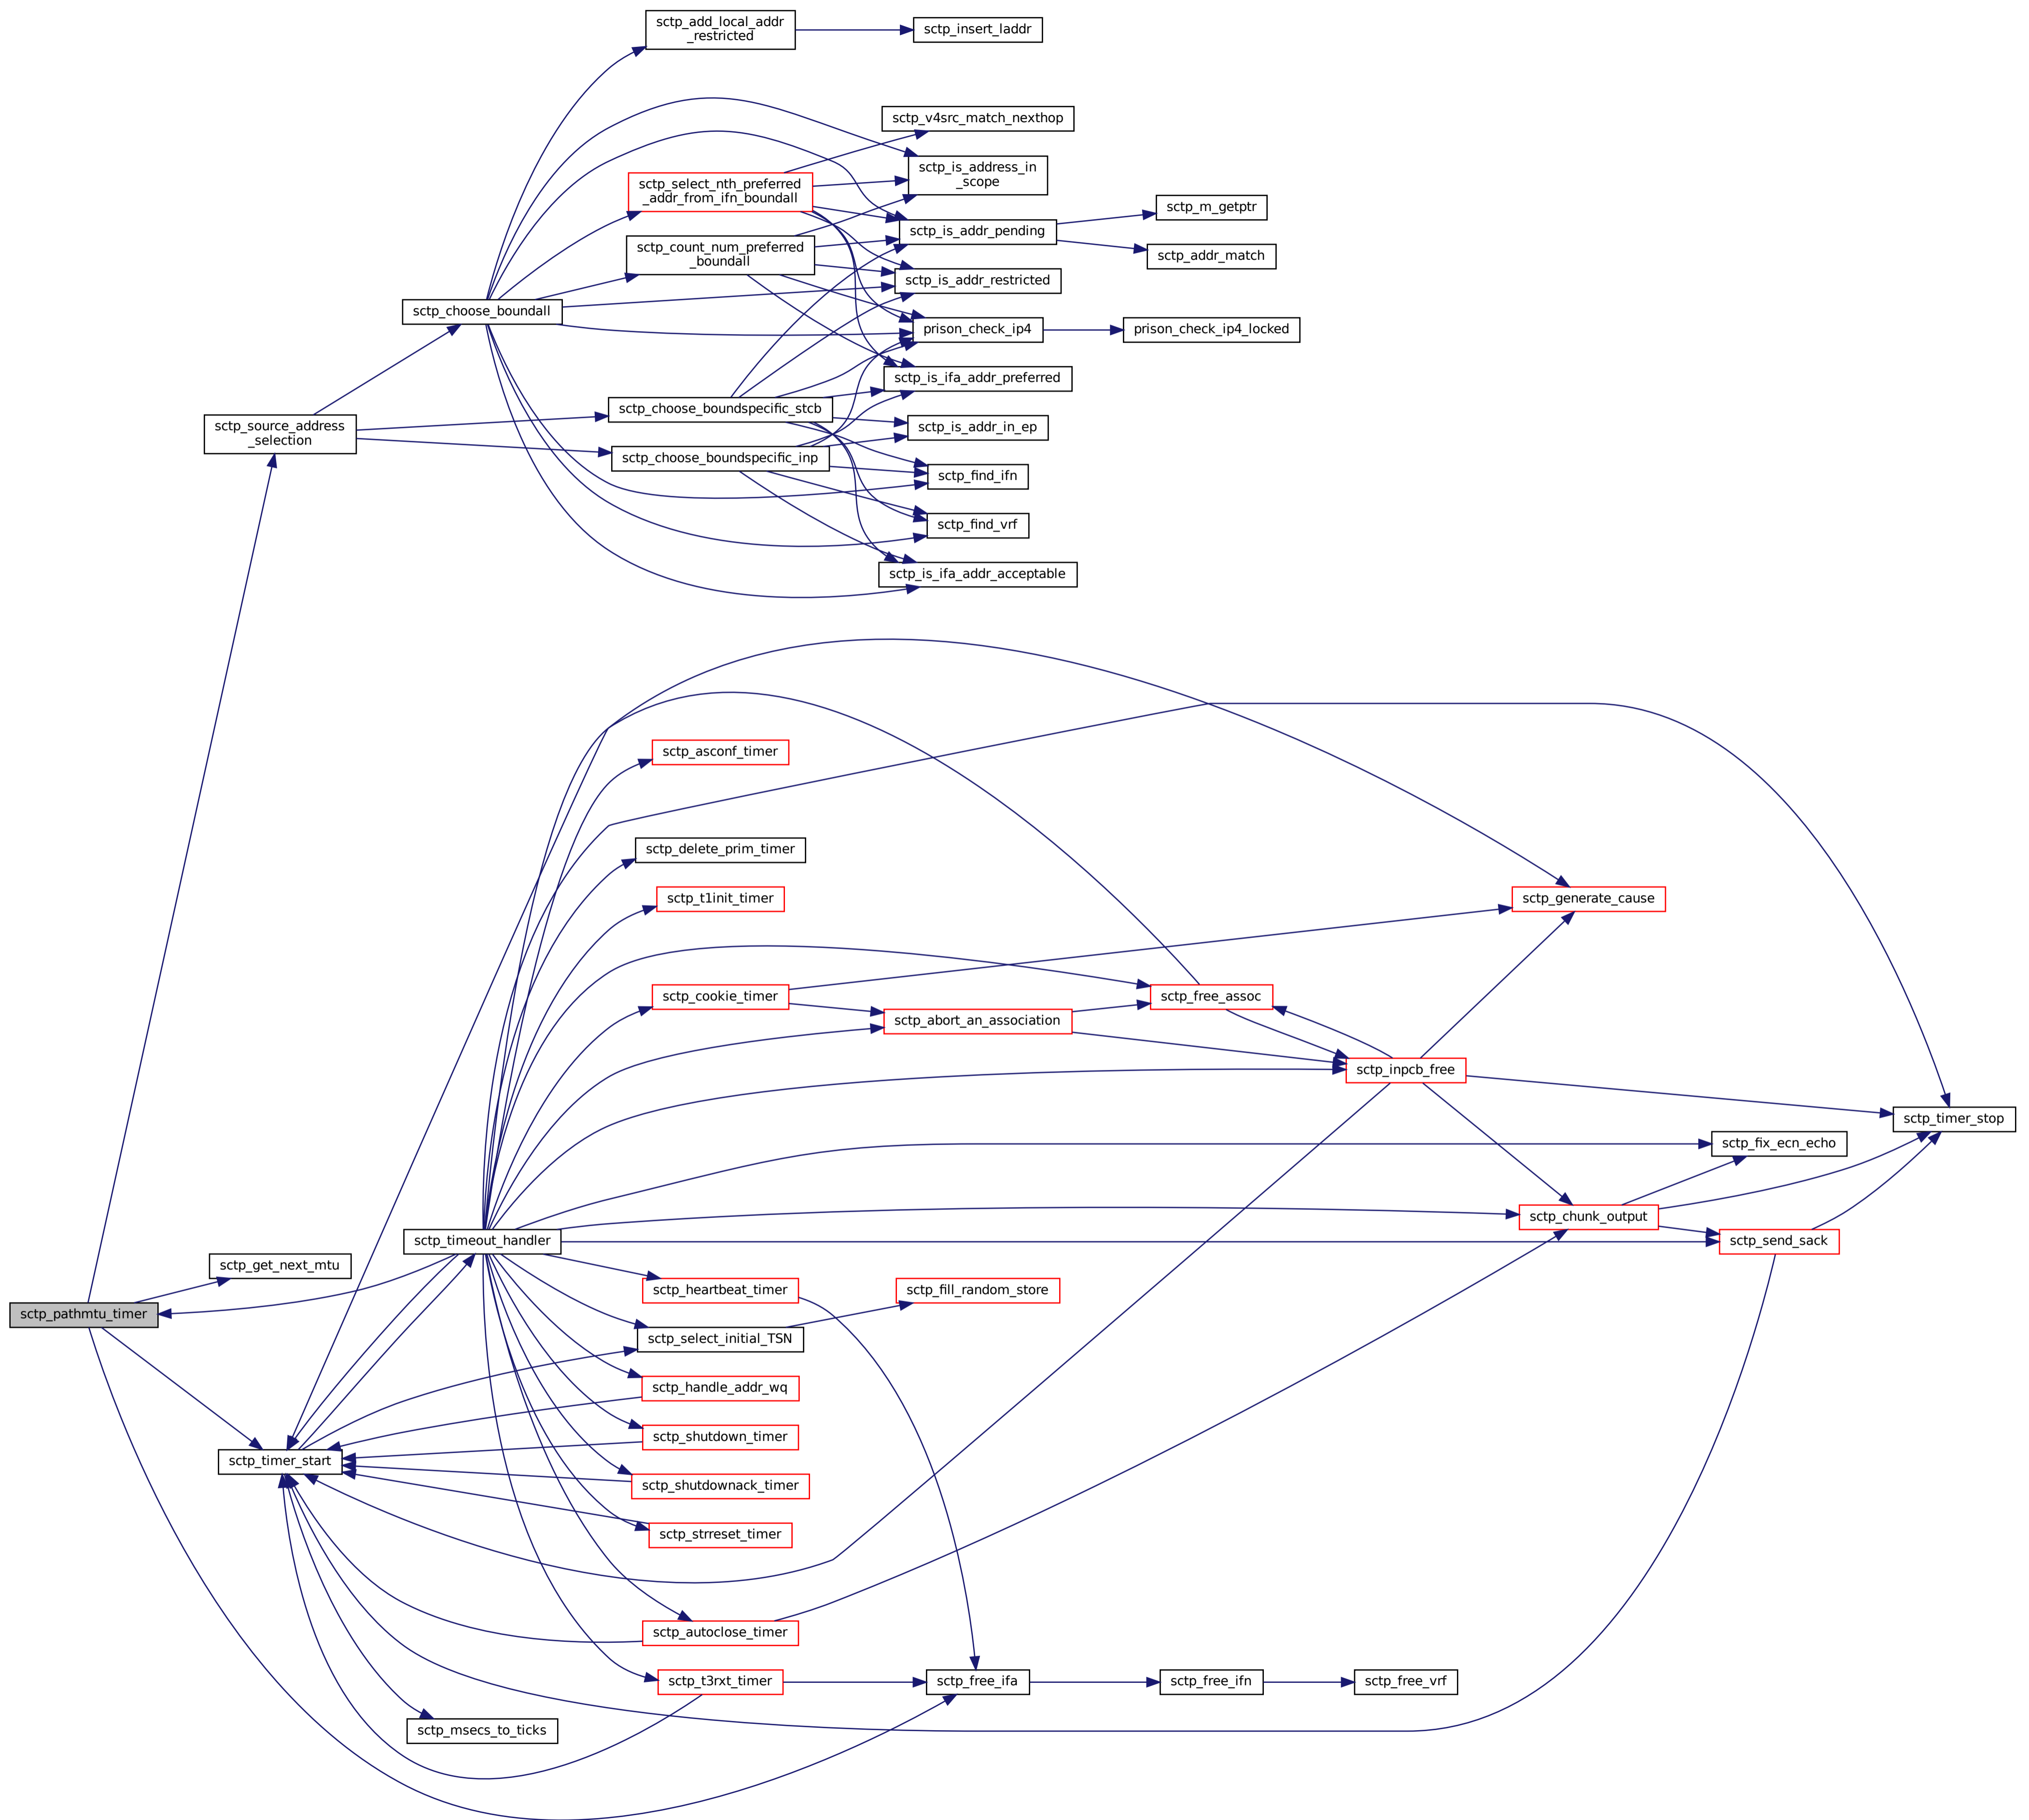 sctp_add_local_addr
_restricted
sctp_insert_laddr
sctp_v4src_match_nexthop
sctp_is_address_in
_scope
sctp_select_nth_preferred
_addr_from_ifn_boundall
sctp_m_getptr
sctp_is_addr_pending
sctp_count_num_preferred
_boundall
sctp_addr_match
sctp_is_addr_restricted
sctp_choose_boundall
prison_check_ip4
prison_check_ip4_locked
sctp_is_ifa_addr_preferred
sctp_choose_boundspecific_stcb
sctp_source_address
_selection
sctp_is_addr_in_ep
sctp_choose_boundspecific_inp
sctp_find_ifn
sctp_find_vrf
sctp_is_ifa_addr_acceptable
sctp_asconf_timer
sctp_delete_prim_timer
sctp_t1init_timer
sctp_generate_cause
sctp_cookie_timer
sctp_free_assoc
sctp_abort_an_association
sctp_inpcb_free
sctp_timer_stop
sctp_fix_ecn_echo
sctp_chunk_output
sctp_timeout_handler
sctp_send_sack
sctp_get_next_mtu
sctp_heartbeat_timer
sctp_fill_random_store
sctp_pathmtu_timer
sctp_select_initial_TSN
sctp_handle_addr_wq
sctp_shutdown_timer
sctp_timer_start
sctp_shutdownack_timer
sctp_strreset_timer
sctp_autoclose_timer
sctp_t3rxt_timer
sctp_free_ifa
sctp_free_ifn
sctp_free_vrf
sctp_msecs_to_ticks